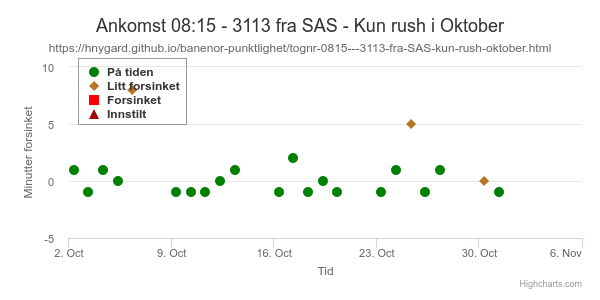 Ankomst 08:15 - 3113 fra SAS - Kun rush i Oktober
https://hnygard.github.io/banenor-punktlighet/tognr-0815---3113-fra-SAS-kun-rush-oktober.html
På tiden
Litt forsinket
Forsinket
Innstilt
Minutter forsinket
10
5
0
-5
2. Oct 9. Oct 16. Oct 23. Oct 30. Oct 6. Nov
Tid
Highcharts.com